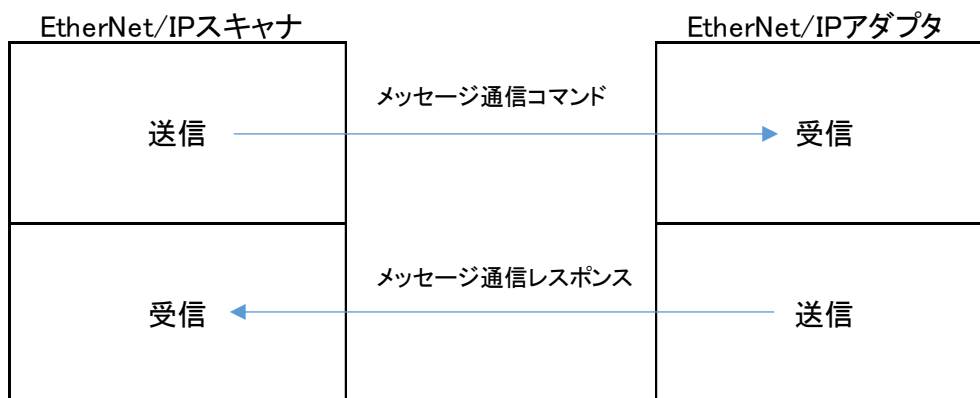 EtherNet/IPスキャナ
EtherNet/IPアダプタ
メッセージ通信コマンド
送信
受信
メッセージ通信レスポンス
受信
送信